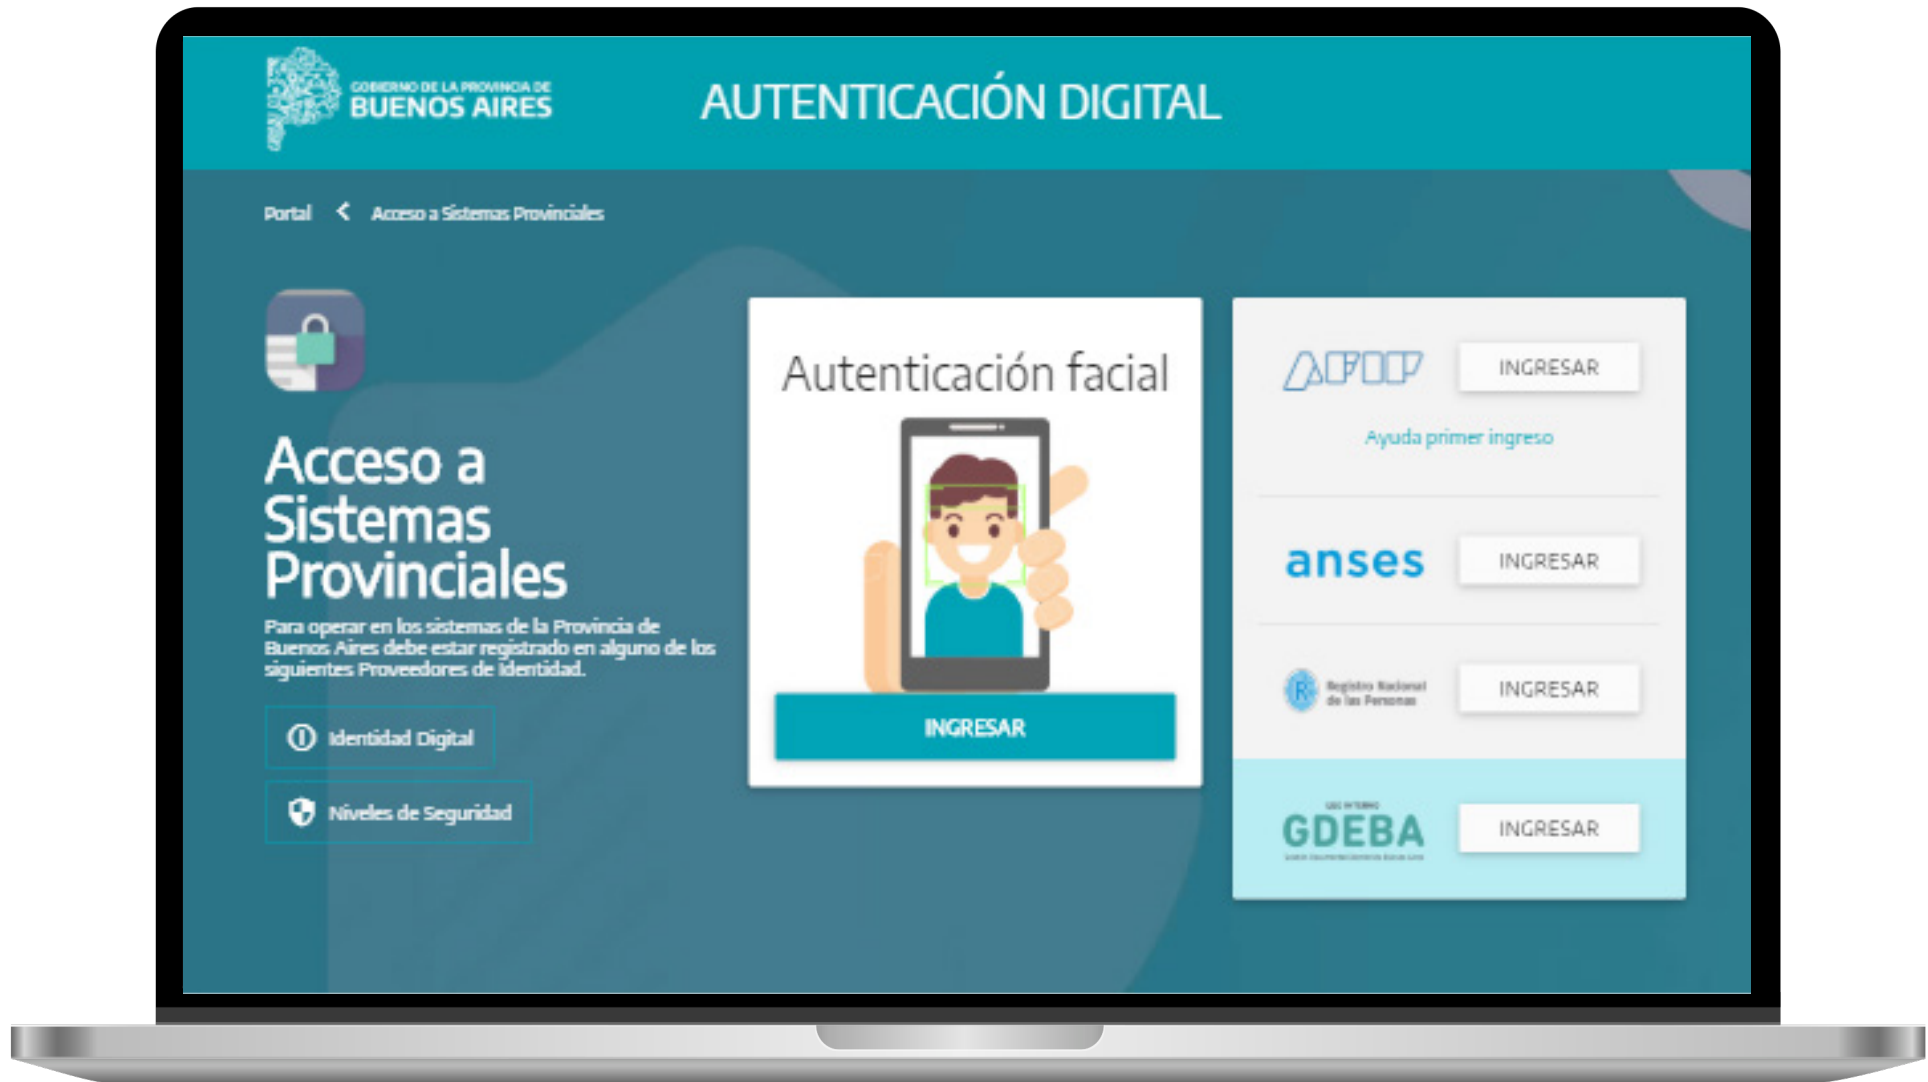 GOBIERNO DE LA PROVINCIA DE
BUENOS AIRES
AUTENTICACIÓN DIGITAL
Portal
Acceso a Sistemas Provinciales
Acceso a
Sistemas
Provinciales
Para operar en los sistemas de la Provincia de
Buenos Aires debe estar registrado en alguno de los
siguientes Proveedores de Identidad.
Identidad Digital
Niveles de Seguridad
Autenticación facial
INGRESAR
AFIP
INGRESAR
Ayuda primer ingreso
anses
INGRESAR
R
Registro Nacional
de las Personas
INGRESAR
USO INTERNO
GDEBA
INGRESAR